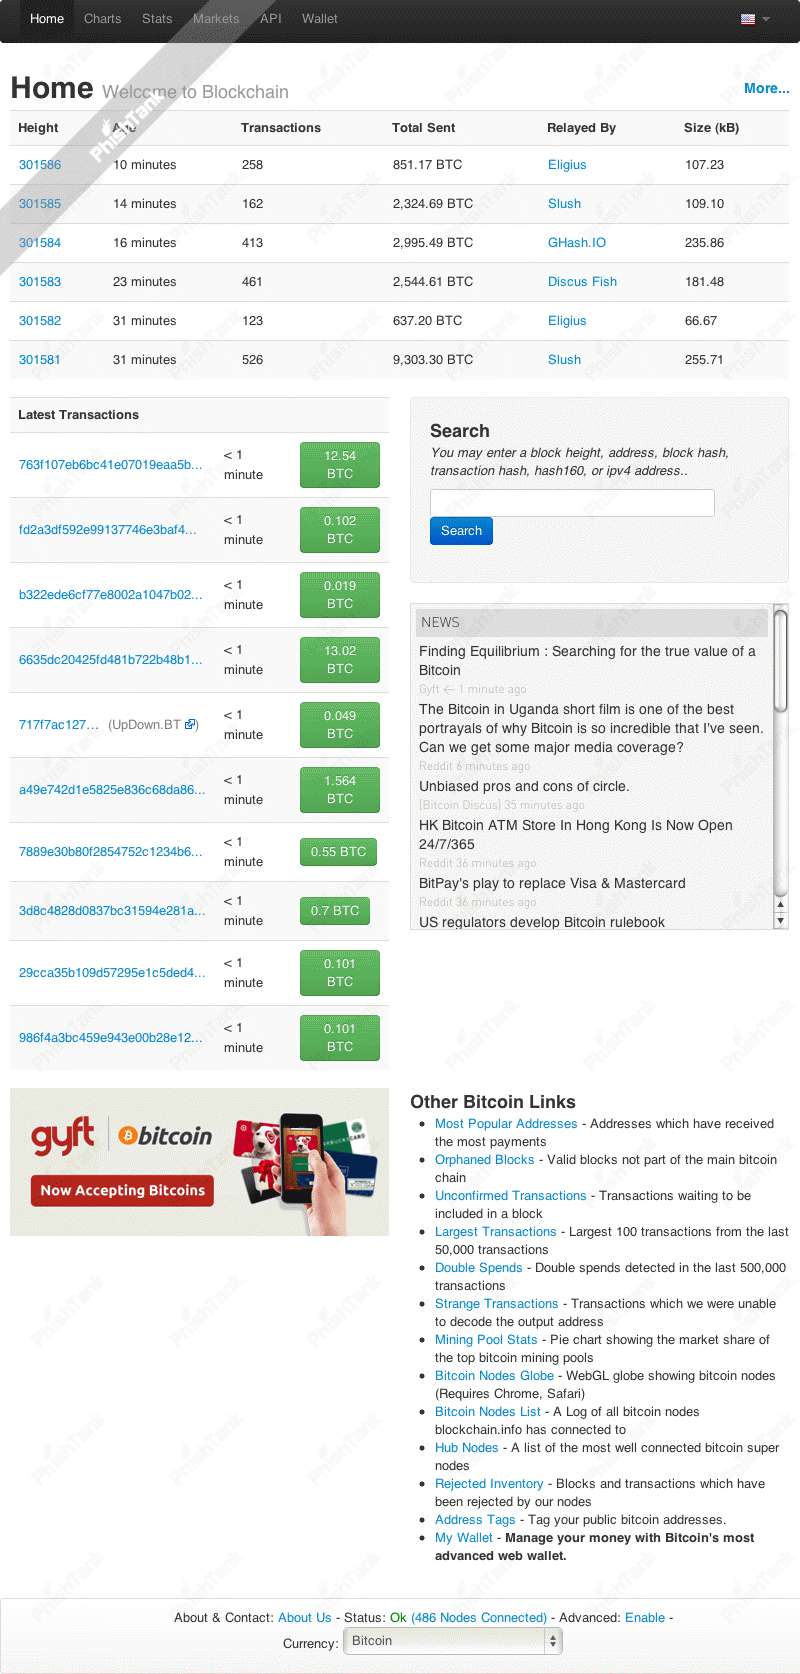 Home Charts Stats Markets API Wallet
Home Welcome to Blockchain More...
PhishTank
Height Age Transactions Total Sent Relayed By Size (kB)
301586 10 minutes 258 851.17 BTC Eligius 107.23
301585 14 minutes 162 2,324.69 BTC Slush 109.10
301584 16 minutes 413 2,995.49 BTC GHash.IO 235.86
301583 23 minutes 461 2,544.61 BTC Discus Fish 181.48
301582 31 minutes 123 637.20 BTC Eligius 66.67
301581 31 minutes 526 9,303.30 BTC Slush 255.71
Latest Transactions
763f107eb6bc41e07019eaa5b... < 1 minute 12.54 BTC
fd2a3df592e99137746e3baf4... < 1 minute 0.102 BTC
b322ede6cf77e8002a1047b02... < 1 minute 0.019 BTC
6635dc20425fd481b722b48b1... < 1 minute 13.02 BTC
717f7ac127... (UpDown.BT) < 1 minute 0.049 BTC
a49e742d1e5825e836c68da86... < 1 minute 1.564 BTC
7889e30b80f2854752c1234b6... < 1 minute 0.55 BTC
3d8c4828d0837bc31594e281a... < 1 minute 0.7 BTC
29cca35b109d57295e1c5ded4... < 1 minute 0.101 BTC
986f4a3bc459e943e00b28e12... < 1 minute 0.101 BTC
Search
You may enter a block height, address, block hash,
transaction hash, hash160, or ipv4 address..
Search
NEWS
Finding Equilibrium : Searching for the true value of a
Bitcoin
Gyft <- 1 minute ago
The Bitcoin in Uganda short film is one of the best
portrayals of why Bitcoin is so incredible that I've seen.
Can we get some major media coverage?
Reddit 6 minutes ago
Unbiased pros and cons of circle.
[Bitcoin Discus] 35 minutes ago
HK Bitcoin ATM Store In Hong Kong Is Now Open
24/7/365
Reddit 36 minutes ago
BitPay's play to replace Visa & Mastercard
Reddit 36 minutes ago
US regulators develop Bitcoin rulebook
gyft bitcoin
Now Accepting Bitcoins
Other Bitcoin Links
Most Popular Addresses - Addresses which have received
the most payments
Orphaned Blocks - Valid blocks not part of the main bitcoin
chain
Unconfirmed Transactions - Transactions waiting to be
included in a block
Largest Transactions - Largest 100 transactions from the last
50,000 transactions
Double Spends - Double spends detected in the last 500,000
transactions
Strange Transactions - Transactions which we were unable
to decode the output address
Mining Pool Stats - Pie chart showing the market share of
the top bitcoin mining pools
Bitcoin Nodes Globe - WebGL globe showing bitcoin nodes
(Requires Chrome, Safari)
Bitcoin Nodes List - A Log of all bitcoin nodes
blockchain.info has connected to
Hub Nodes - A list of the most well connected bitcoin super
nodes
Rejected Inventory - Blocks and transactions which have
been rejected by our nodes
Address Tags - Tag your public bitcoin addresses.
My Wallet - Manage your money with Bitcoin's most
advanced web wallet.
About & Contact: About Us - Status: Ok (486 Nodes Connected) - Advanced: Enable -
Currency: Bitcoin